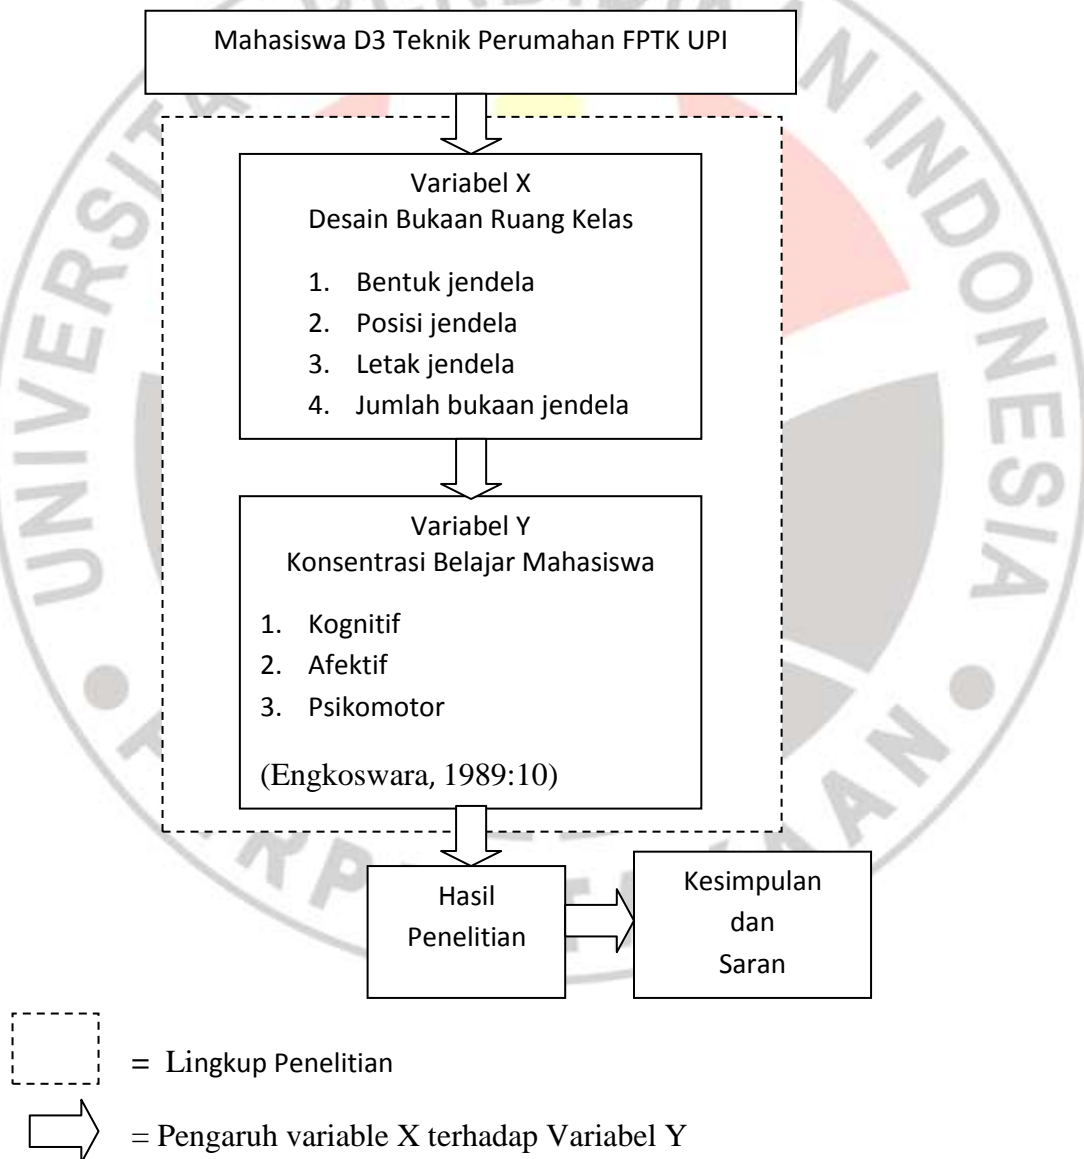 Mahasiswa D3 Teknik Perumahan FPTK UPI
Variabel X
Desain Bukaan Ruang Kelas
1. Bentuk jendela
2. Posisi jendela
3. Letak jendela
4. Jumlah bukaan jendela
Variabel Y
Konsentrasi Belajar Mahasiswa
1. Kognitif
2. Afektif
3. Psikomotor
(Engkoswara, 1989:10)
Hasil
Penelitian
Kesimpulan
dan
Saran
= Lingkup Penelitian
= Pengaruh variable X terhadap Variabel Y
INDONESIA